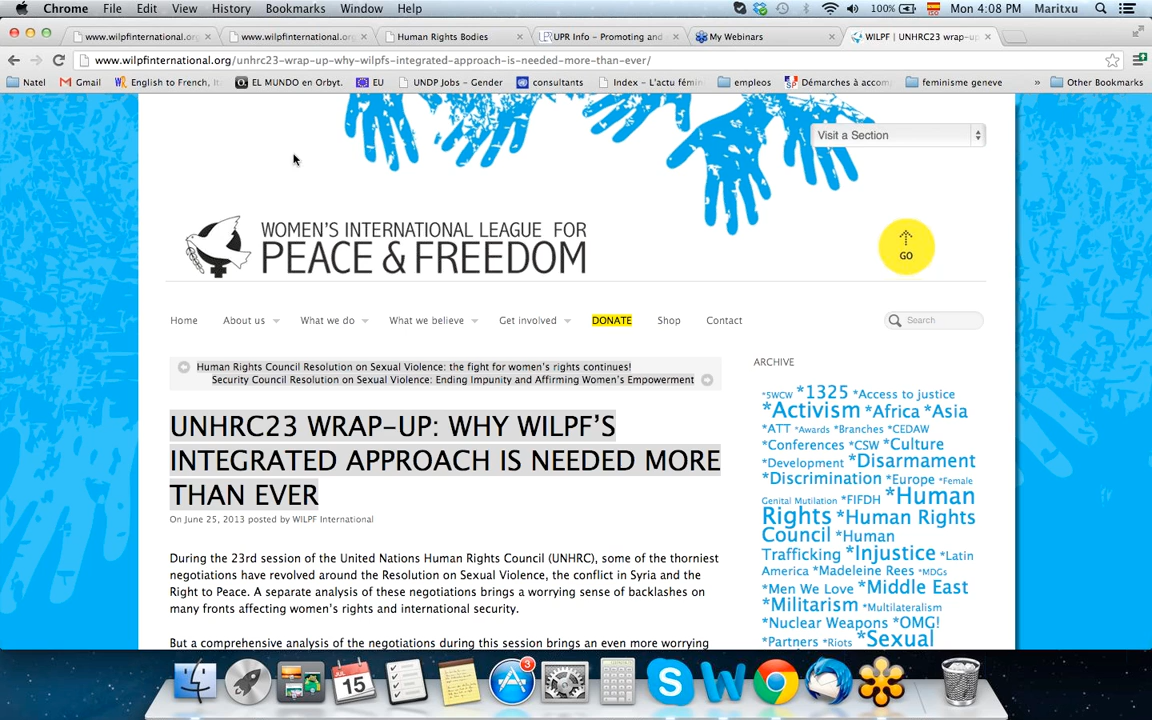 Chrome File Edit View History Bookmarks Window Help 100% Mon 4:08 PM Maritxu
www.wilpfinternational.org/ www.wilpfinternational.org Human Rights Bodies UPR Info - Promoting and My Webinars WILPF | UNHRC23 wrap-up
www.wilpfinternational.org/unhrc23-wrap-up-why-wilpfs-integrated-approach-is-needed-more-than-ever/
Natel Gmail English to French, It EL MUNDO en Orbyt. EU UNDP Jobs - Gender consultants Index - L'actu fémin empleos Démarches à accom feminisme geneve » Other Bookmarks
Visit a Section
WOMEN'S INTERNATIONAL LEAGUE FOR
PEACE & FREEDOM
GO
Home About us What we do What we believe Get involved DONATE Shop Contact Search
Human Rights Council Resolution on Sexual Violence: the fight for women's rights continues!
Security Council Resolution on Sexual Violence: Ending Impunity and Affirming Women's Empowerment
UNHRC23 WRAP-UP: WHY WILPF'S
INTEGRATED APPROACH IS NEEDED MORE
THAN EVER
On June 25, 2013 posted by WILPF International
During the 23rd session of the United Nations Human Rights Council (UNHRC), some of the thorniest
negotiations have revolved around the Resolution on Sexual Violence, the conflict in Syria and the
Right to Peace. A separate analysis of these negotiations brings a worrying sense of backlashes on
many fronts affecting women's rights and international security.
But a comprehensive analysis of the negotiations during this session brings an even more worrying
ARCHIVE
*5WCW *1325 *Access to justice
*Activism *Africa *Asia
*ATT *Awards *Branches *CEDAW
*Conferences *CSW *Culture
*Development *Disarmament
*Discrimination *Europe *Female
Genital Mutilation *FIFDH *Human
Rights *Human Rights
Council *Human
Trafficking *Injustice *Latin
America *Madeleine Rees *MDGs
*Men We Love *Middle East
*Militarism *Multilateralism
*Nuclear Weapons *OMG!
*Partners *Riots *Sexual
JUL 15
3